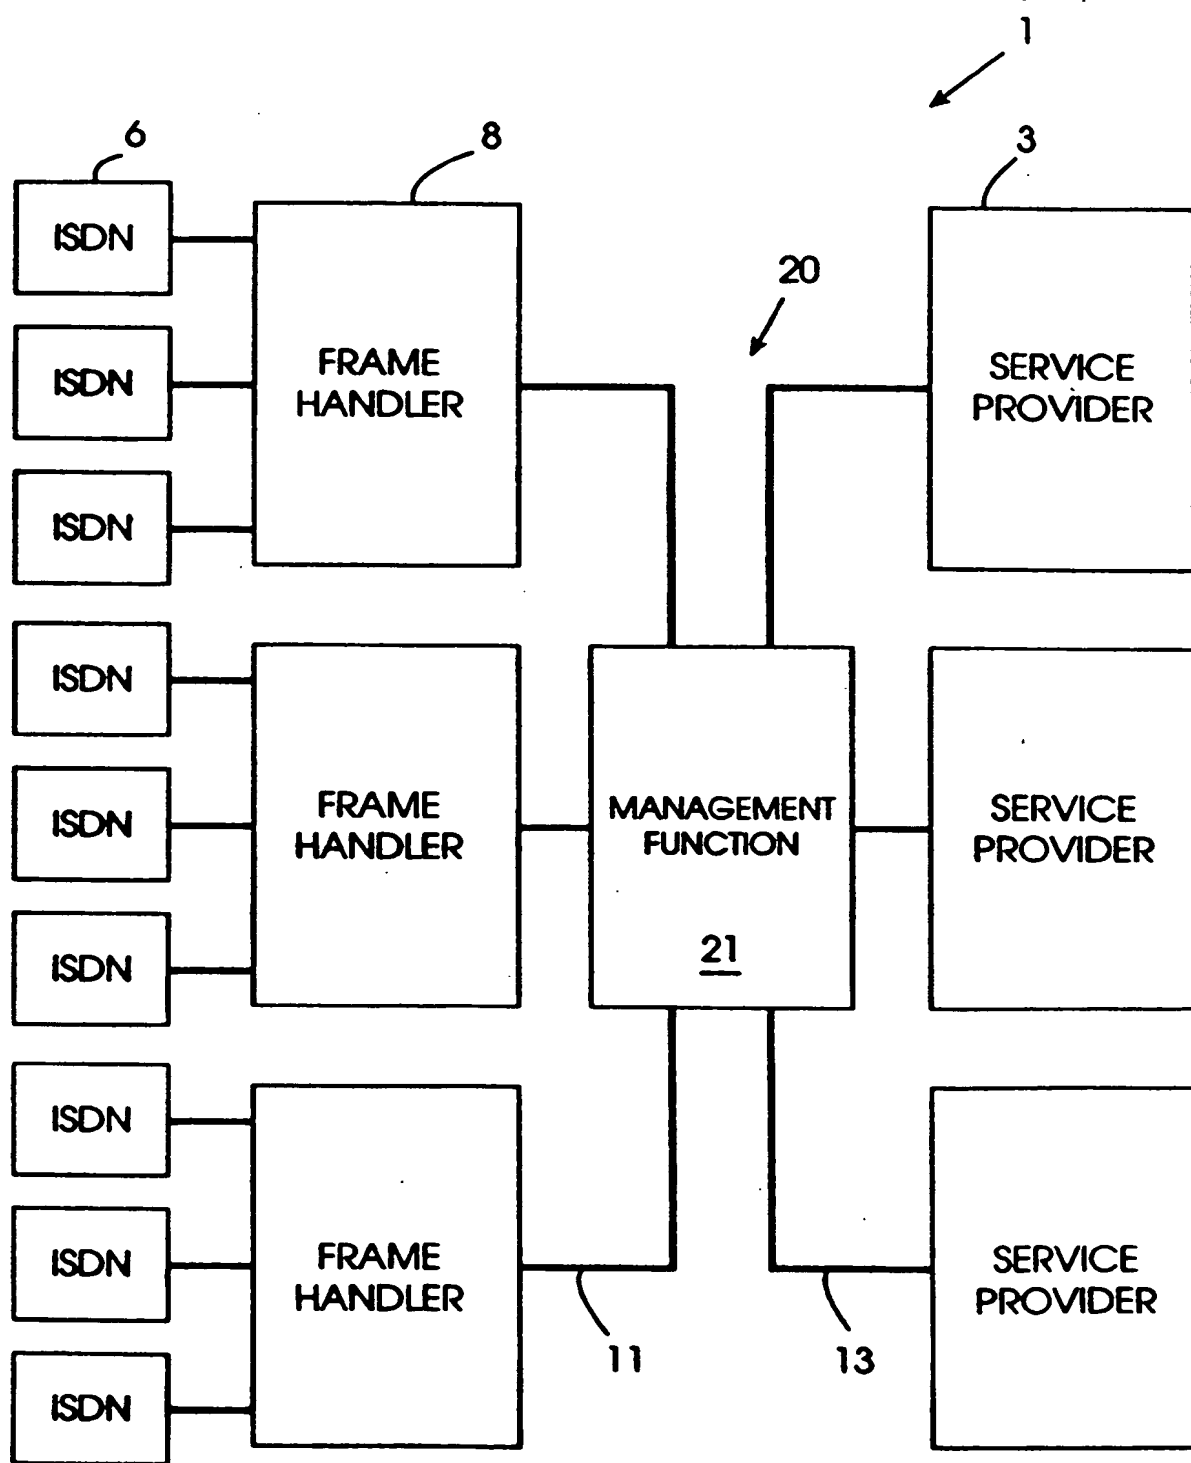 1
6
8
3
ISDN
ISDN
ISDN
FRAME
HANDLER
20
SERVICE
PROVIDER
ISDN
ISDN
ISDN
FRAME
HANDLER
MANAGEMENT
FUNCTION
21
SERVICE
PROVIDER
ISDN
ISDN
ISDN
FRAME
HANDLER
11
13
SERVICE
PROVIDER